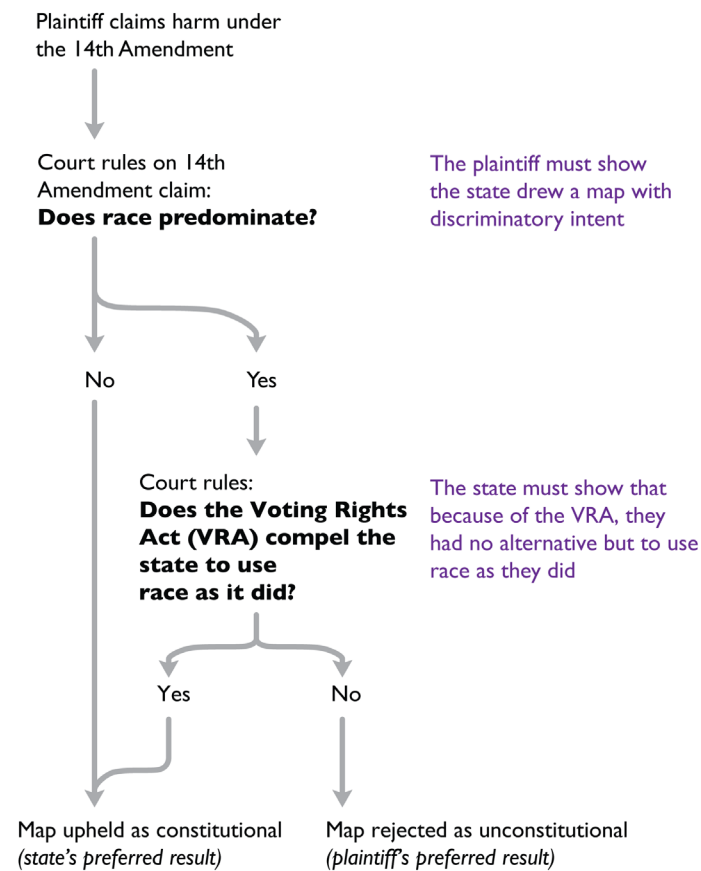 Plaintiff claims harm under
the 14th Amendment
Court rules on 14th
Amendment claim:
Does race predominate?
The plaintiff must show
the state drew a map with
discriminatory intent
No
Yes
Court rules:
Does the Voting Rights
Act (VRA) compel the
state to use
race as it did?
The state must show that
because of the VRA, they
had no alternative but to use
race as they did
Yes
No
Map upheld as constitutional
(state's preferred result)
Map rejected as unconstitutional
(plaintiff's preferred result)